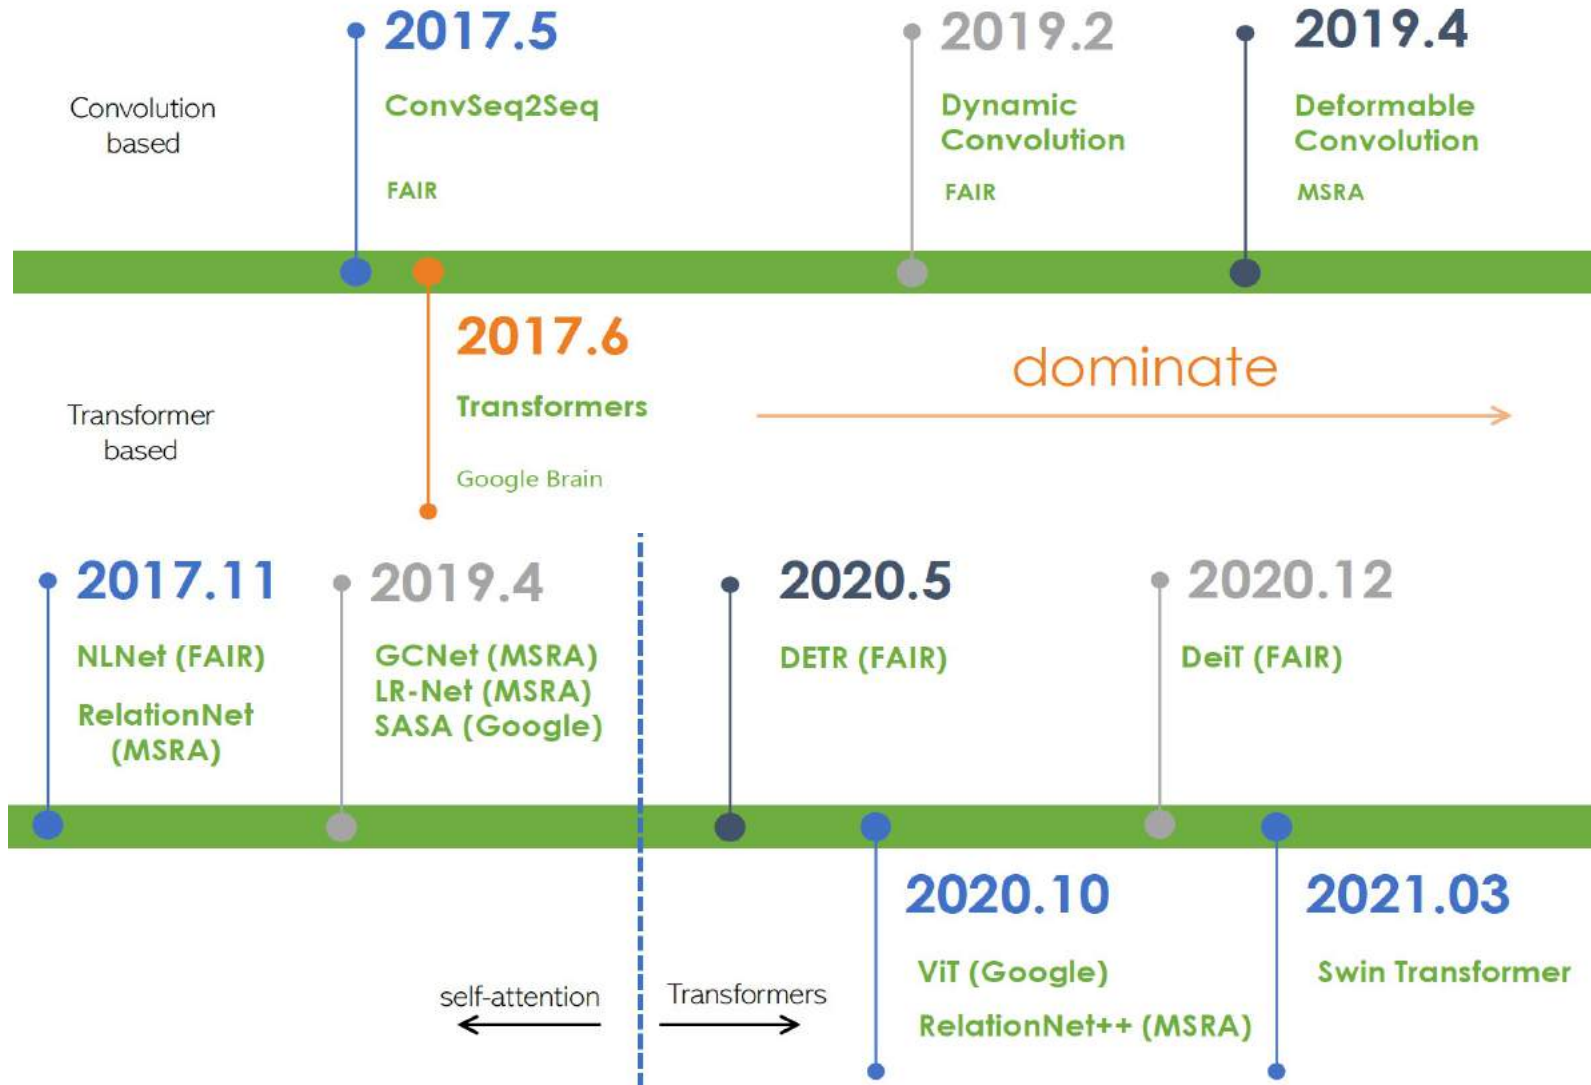 Convolution
based
2017.5
ConvSeq2Seq
FAIR
2019.2
Dynamic
Convolution
FAIR
2019.4
Deformable
Convolution
MSRA
Transformer
based
2017.6
Transformers
Google Brain
dominate
2017.11
NLNet (FAIR)
RelationNet
(MSRA)
2019.4
GCNet (MSRA)
LR-Net (MSRA)
SASA (Google)
2020.5
DETR (FAIR)
2020.12
DeiT (FAIR)
self-attention
Transformers
2020.10
ViT (Google)
RelationNet++ (MSRA)
2021.03
Swin Transformer